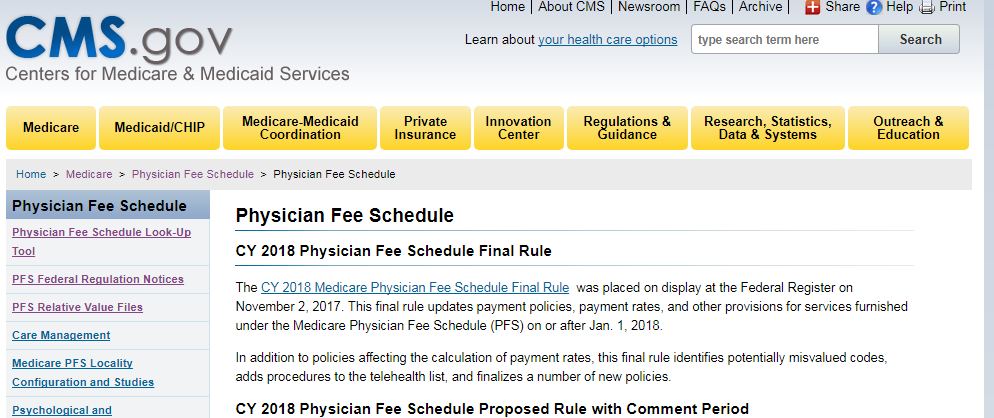 Home | About CMS | Newsroom | FAQs | Archive | Share Help Print
CMS.gov
Centers for Medicare & Medicaid Services
Learn about your health care options
type search term here
Search
Medicare
Medicaid/CHIP
Medicare-Medicaid
Coordination
Private
Insurance
Innovation
Center
Regulations &
Guidance
Research, Statistics,
Data & Systems
Outreach &
Education
Home > Medicare > Physician Fee Schedule > Physician Fee Schedule
Physician Fee Schedule
Physician Fee Schedule Look-Up
Tool
PFS Federal Regulation Notices
PFS Relative Value Files
Care Management
Medicare PFS Locality
Configuration and Studies
Psychological and
Physician Fee Schedule
CY 2018 Physician Fee Schedule Final Rule
The CY 2018 Medicare Physician Fee Schedule Final Rule was placed on display at the Federal Register on
November 2, 2017. This final rule updates payment policies, payment rates, and other provisions for services furnished
under the Medicare Physician Fee Schedule (PFS) on or after Jan. 1, 2018.
In addition to policies affecting the calculation of payment rates, this final rule identifies potentially misvalued codes,
adds procedures to the telehealth list, and finalizes a number of new policies.
CY 2018 Physician Fee Schedule Proposed Rule with Comment Period